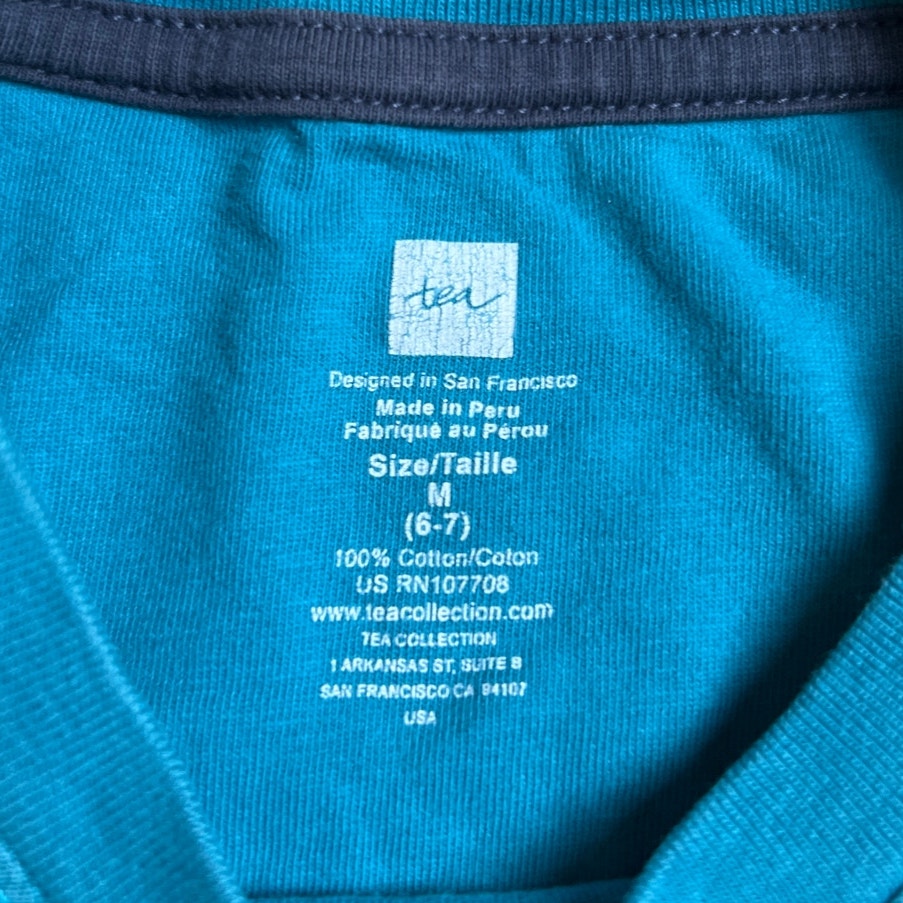 tea
Designed in San Francisco
Made in Peru
Fabriqué au Pérou
Size/Taille
M
(6-7)
100% Cotton/Coton
US RN107708
www.teacollection.com
TEA COLLECTION
1 ARKANSAS ST, SUITE B
SAN FRANCISCO CA 94107
USA